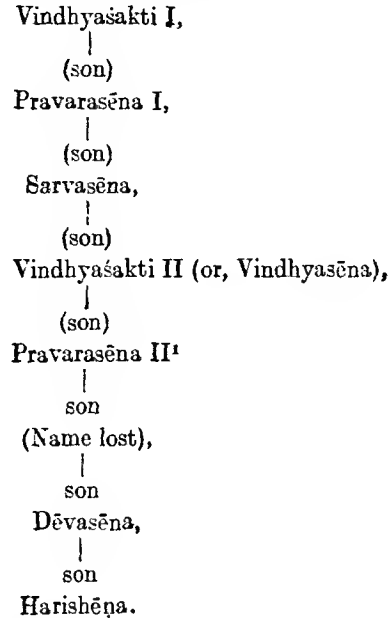 Vindhyaśakti I,
(son)
Pravarasēna I,
(son)
Sarvasēna,
(son)
Vindhyaśakti II (or, Vindhyasēna),
(son)
Pravarasēna II¹
son
(Name lost),
son
Dēvasēna,
son
Harishēṇa.